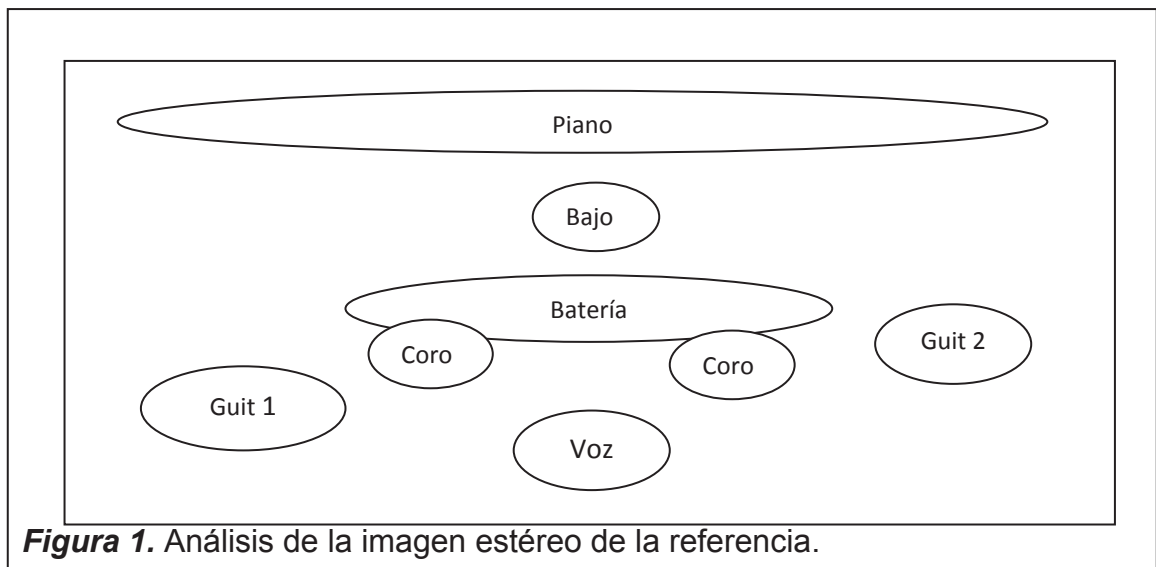 Piano
Bajo
Batería
Coro
Coro
Guit 2
Guit 1
Voz
Figura 1. Análisis de la imagen estéreo de la referencia.